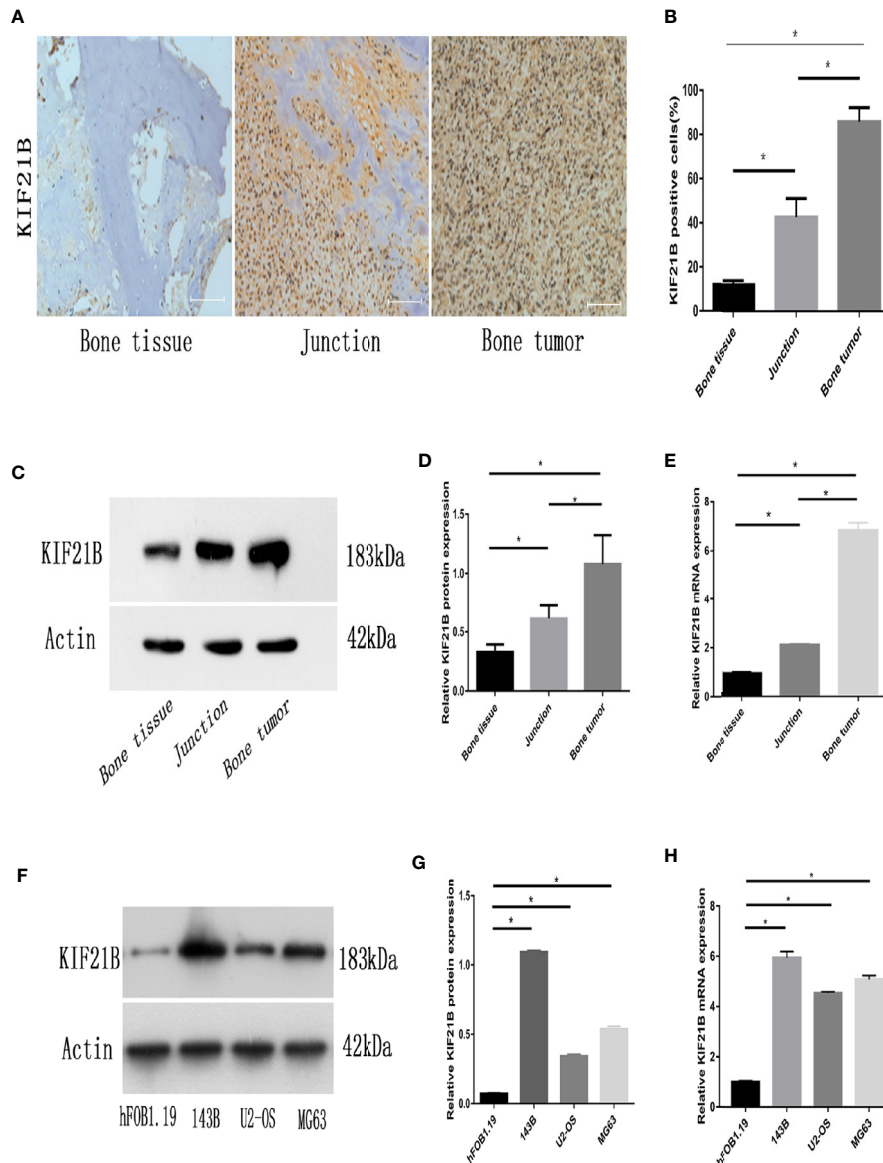 A
KIF21B
Bone tissue
Junction
Bone tumor
B
KIF21B positive cells(%)
100
80
60
40
20
0
*
*
*
Bone tissue
Junction
Bone tumor
C
KIF21B
183kDa
Actin
42kDa
Bone tissue
Junction
Bone tumor
D
Relative KIF21B protein expression
1.5
1.0
0.5
0.0
*
*
*
Bone tissue
Junction
Bone tumor
E
Relative KIF21B mRNA expression
8
6
4
2
0
*
*
*
Bone tissue
Junction
Bone tumor
F
KIF21B
183kDa
Actin
42kDa
hFOB1.19
143B
U2-OS
MG63
G
Relative KIF21B protein expression
1.5
1.0
0.5
0.0
*
*
*
hFOB1.19
143B
U2-OS
MG63
H
Relative KIF21B mRNA expression
8
6
4
2
0
*
*
*
hFOB1.19
143B
U2-OS
MG63